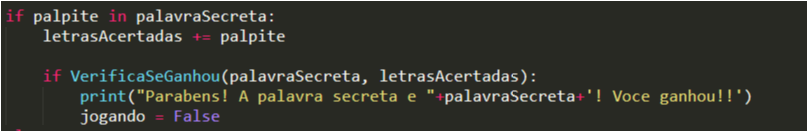 if palpite in palavraSecreta:
    letrasAcertadas += palpite
    if VerificaSeGanhou(palavraSecreta, letrasAcertadas):
        print("Parabens! A palavra secreta e "+palavraSecreta+'! Voce ganhou!!')
        jogando = False